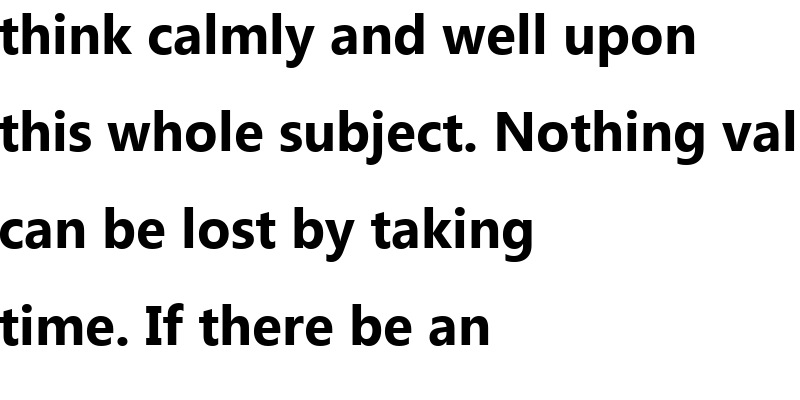 think calmly and well upon
this whole subject. Nothing val
can be lost by taking
time. If there be an